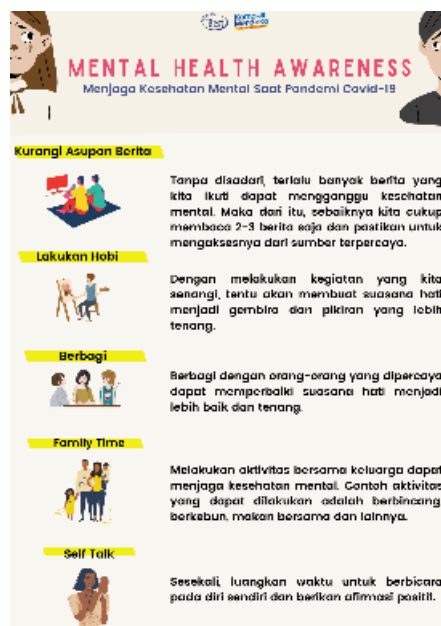 MENTAL HEALTH AWARENESS
Menjaga Kesehatan Mental Saat Pandemi Covid-19
Kurangi Asupan Berita
Tanpa disadari, terlalu banyak berita yang
kita ikuti dapat mengganggu kesehatan
mental. Maka dari itu, sebaiknya kita cukup
membaca 2-3 berita saja dan pastikan untuk
mengaksesnya dari sumber terpercaya.
Lakukan Hobi
Dengan melakukan kegiatan yang kita
senangi, tentu akan membuat suasana hati
menjadi gembira dan pikiran yang lebih
tenang.
Berbagi
Berbagi dengan orang-orang yang dipercaya
dapat memperbaiki suasana hati menjadi
lebih baik dan tenang.
Family Time
Melakukan aktivitas bersama keluarga dapat
menjaga kesehatan mental. Contoh aktivitas
yang dapat dilakukan adalah berbincang,
berkebun, makan bersama dan lainnya.
Self Talk
Sesekali, luangkan waktu untuk berbicara
pada diri sendiri dan berikan afirmasi positif.